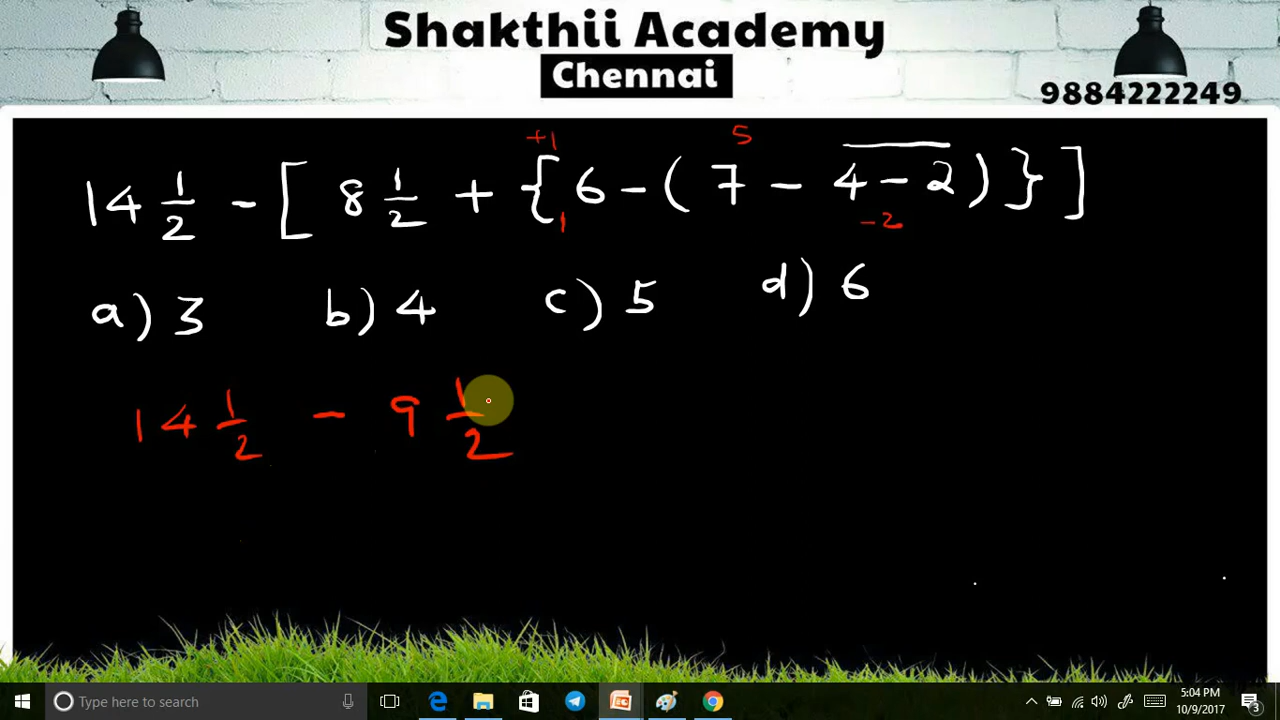 Shakthii Academy
Chennai
9884222249
+1 5
14 1/2 - [ 8 1/2 + { 6 - ( 7 - 4̅ ̅-̅ ̅2̅ ) } ]
1 -2
a) 3 b) 4 c) 5 d) 6
14 1/2 - 9 1/2
Type here to search
5:04 PM
10/9/2017
3